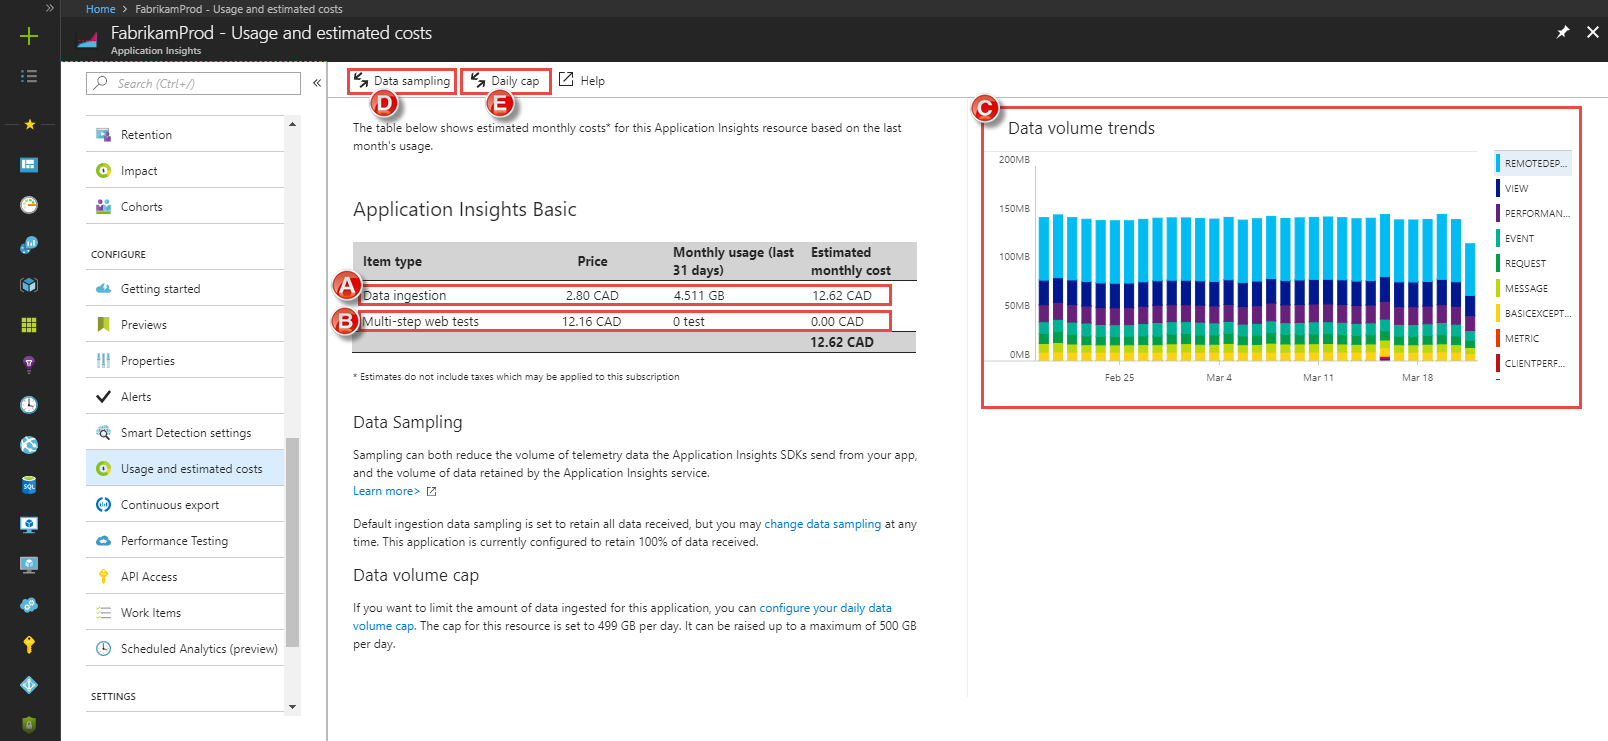 Home > FabrikamProd - Usage and estimated costs
FabrikamProd - Usage and estimated costs
Application Insights
Search (Ctrl+/)
Retention
Impact
Cohorts
CONFIGURE
Getting started
Previews
Properties
Alerts
Smart Detection settings
Usage and estimated costs
Continuous export
Performance Testing
API Access
Work Items
Scheduled Analytics (preview)
SETTINGS
SQL
Data sampling
Daily cap
Help
D
E
The table below shows estimated monthly costs* for this Application Insights resource based on the last
month's usage.
Application Insights Basic
Item type Price Monthly usage (last 31 days) Estimated monthly cost
A
Data ingestion 2.80 CAD 4.511 GB 12.62 CAD
B
Multi-step web tests 12.16 CAD 0 test 0.00 CAD
12.62 CAD
* Estimates do not include taxes which may be applied to this subscription
Data Sampling
Sampling can both reduce the volume of telemetry data the Application Insights SDKs send from your app,
and the volume of data retained by the Application Insights service.
Learn more>
Default ingestion data sampling is set to retain all data received, but you may change data sampling at any
time. This application is currently configured to retain 100% of data received.
Data volume cap
If you want to limit the amount of data ingested for this application, you can configure your daily data
volume cap. The cap for this resource is set to 499 GB per day. It can be raised up to a maximum of 500 GB
per day.
C
Data volume trends
200MB
150MB
100MB
50MB
0MB
Feb 25 Mar 4 Mar 11 Mar 18
REMOTEDEP...
VIEW
PERFORMAN...
EVENT
REQUEST
MESSAGE
BASICEXCEPT...
METRIC
CLIENTPERF...